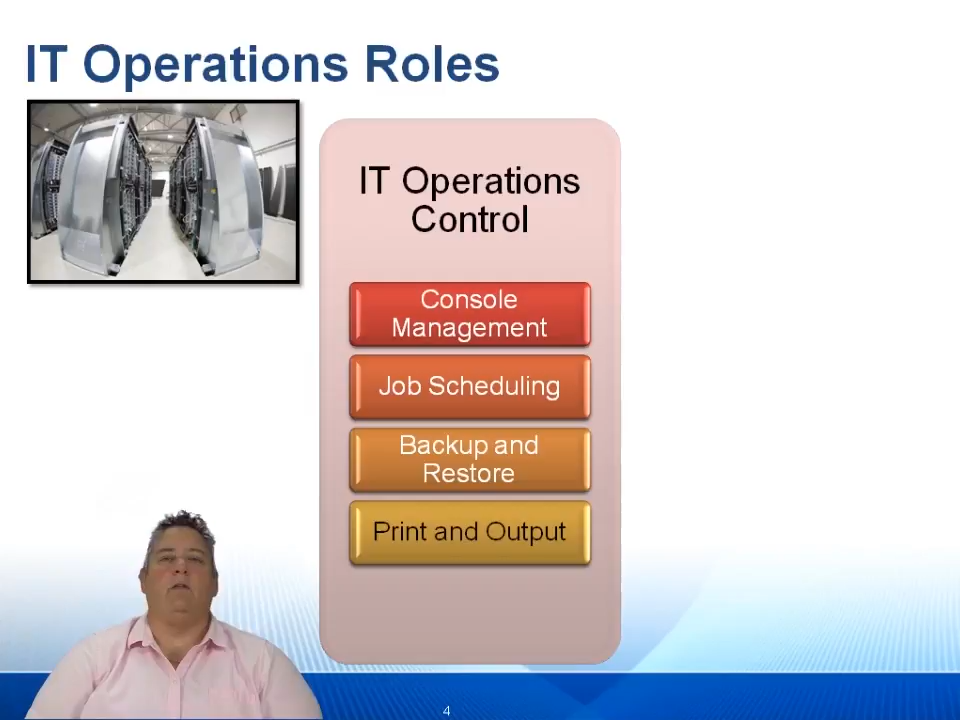 IT Operations Roles
IT Operations
Control
Console
Management
Job Scheduling
Backup and
Restore
Print and Output
4